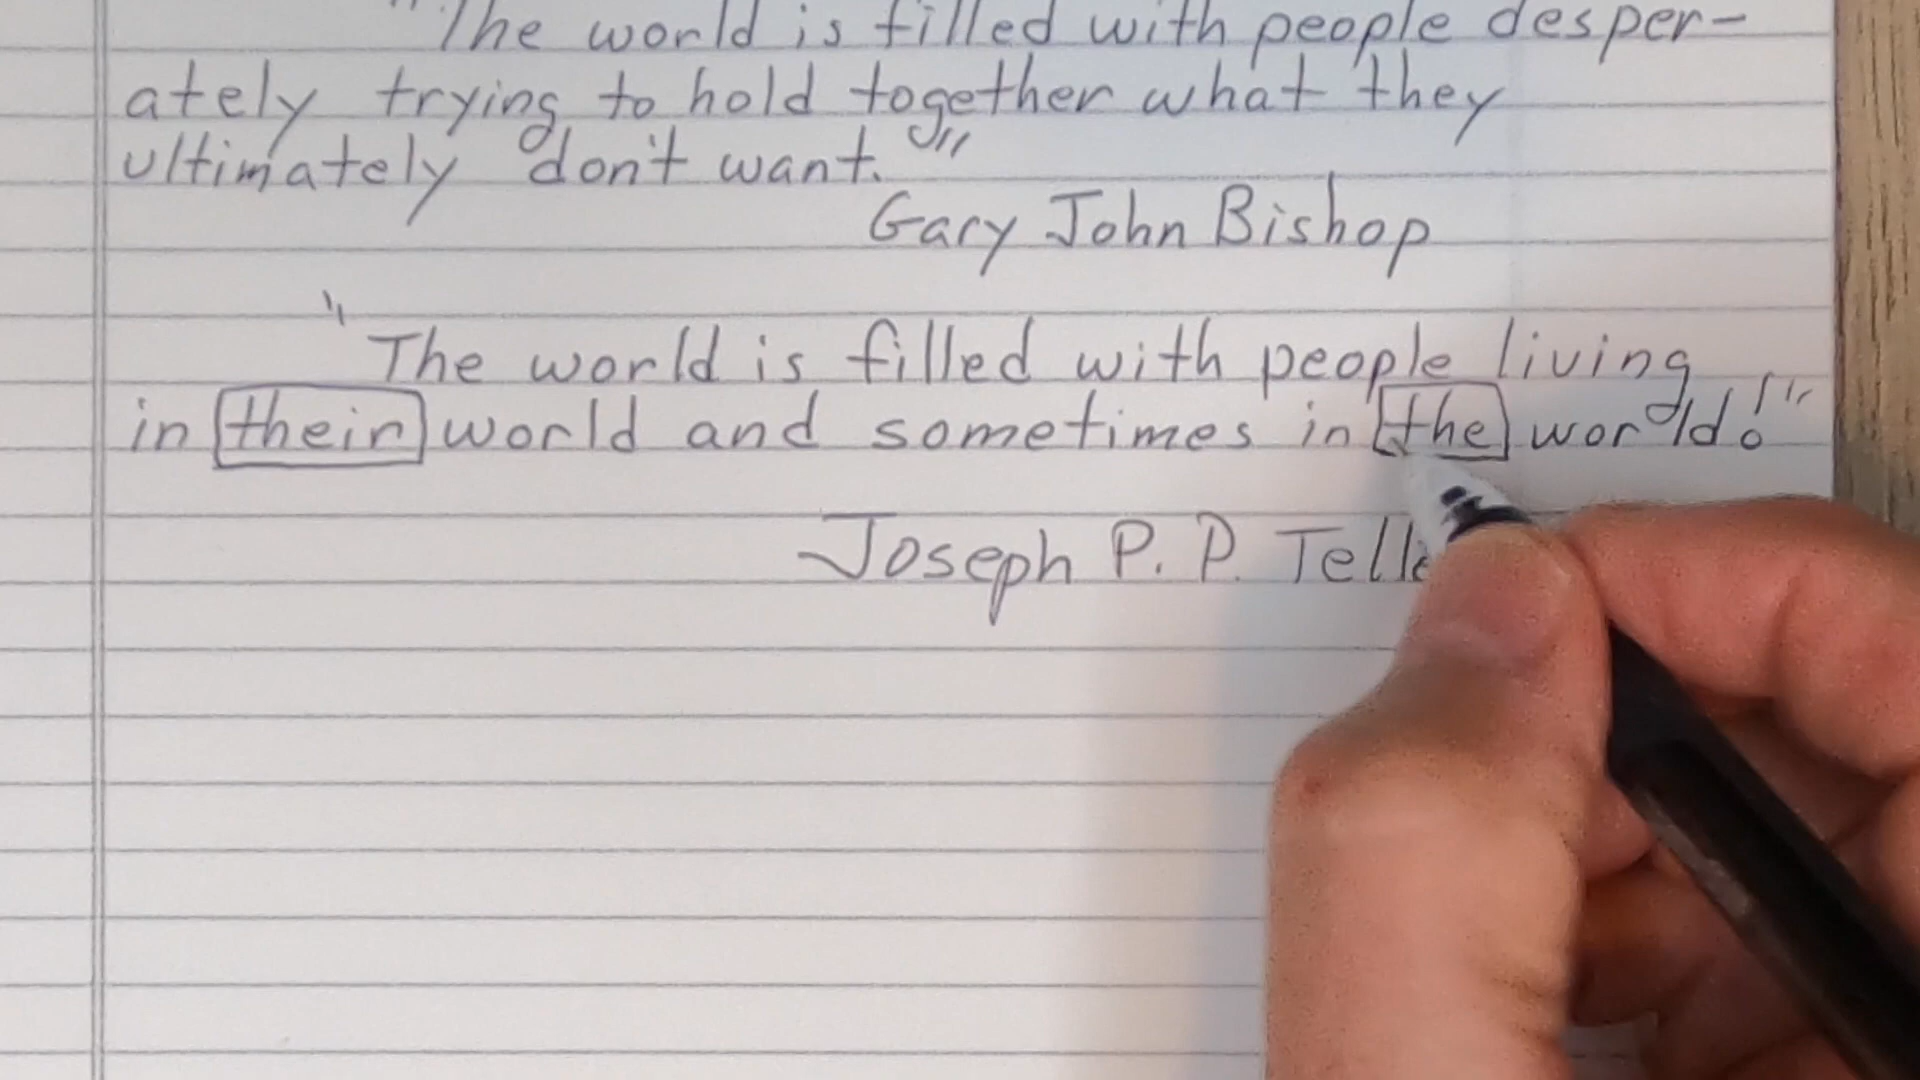 "The world is filled with people desper-
ately trying to hold together what they
ultimately don't want."
Gary John Bishop
"The world is filled with people living
in their world and sometimes in the world!"
Joseph P. P.